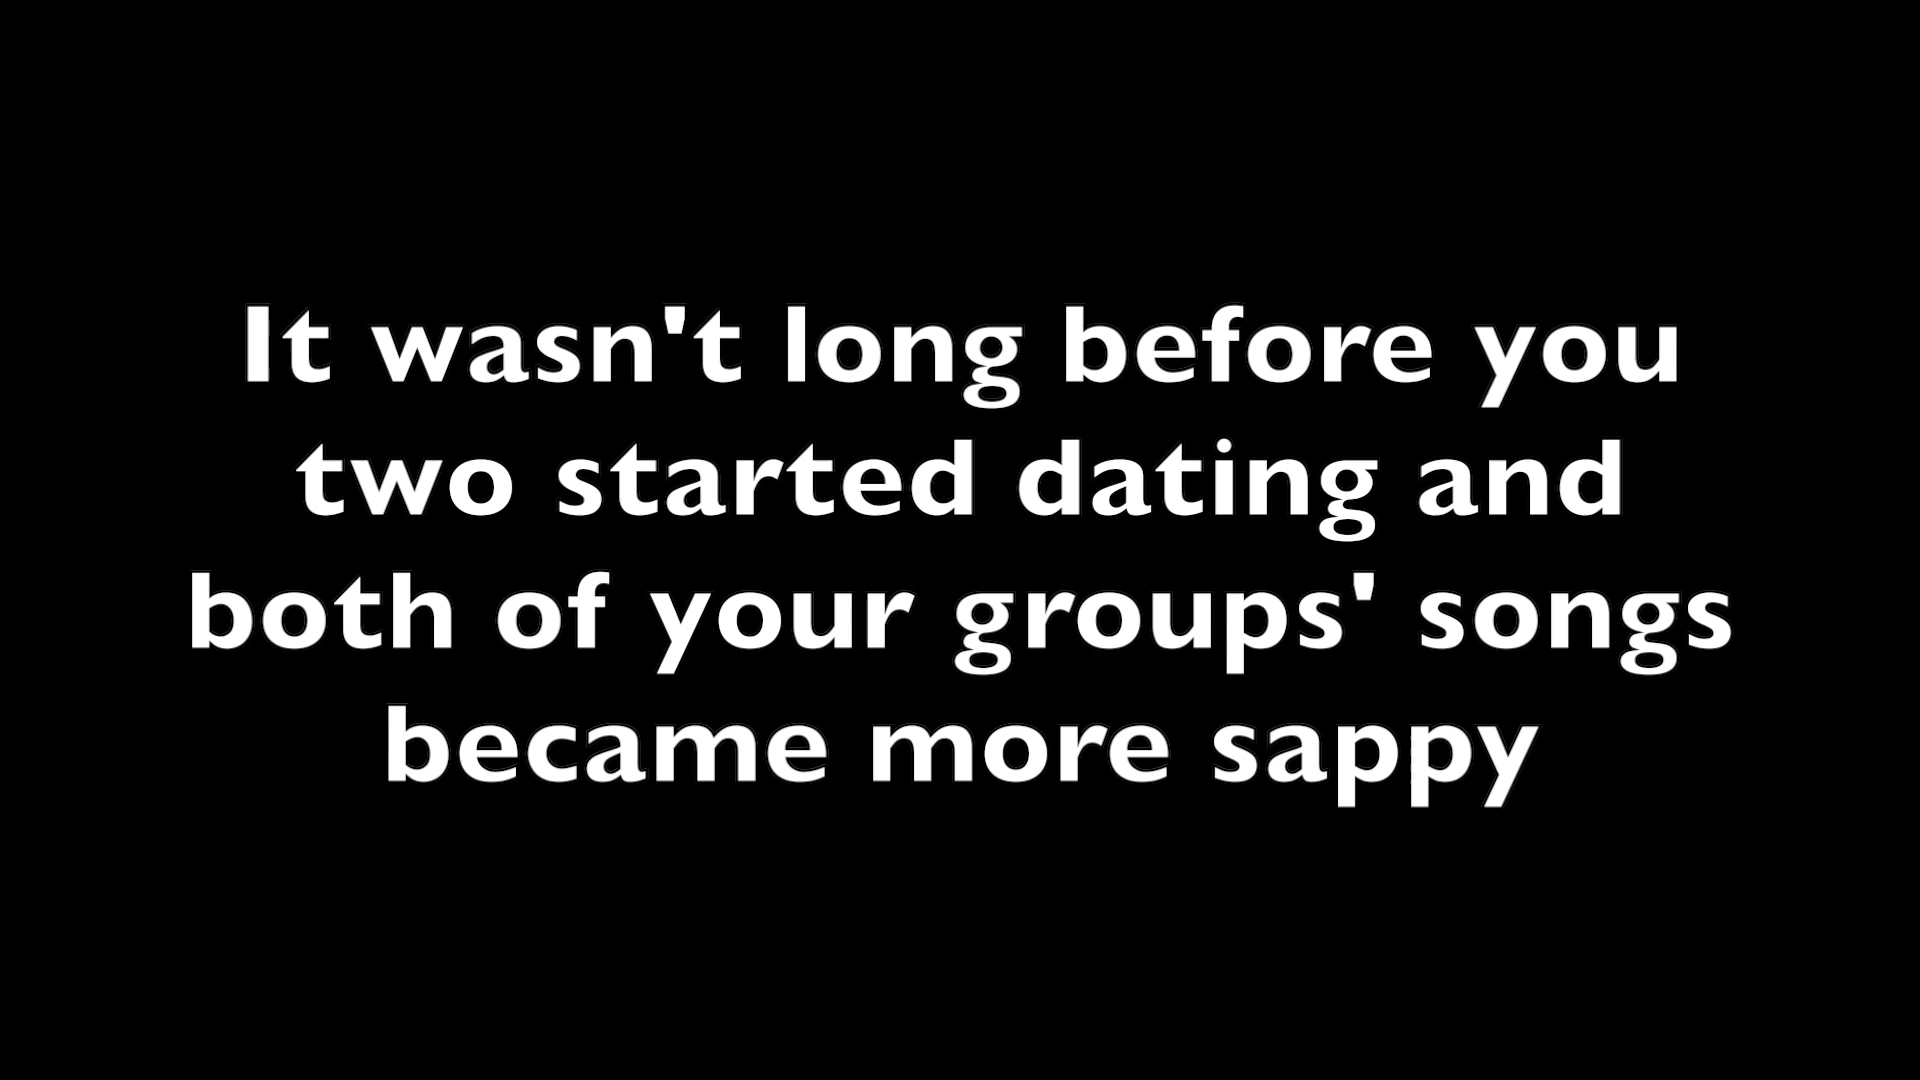 It wasn't long before you
two started dating and
both of your groups' songs
became more sappy